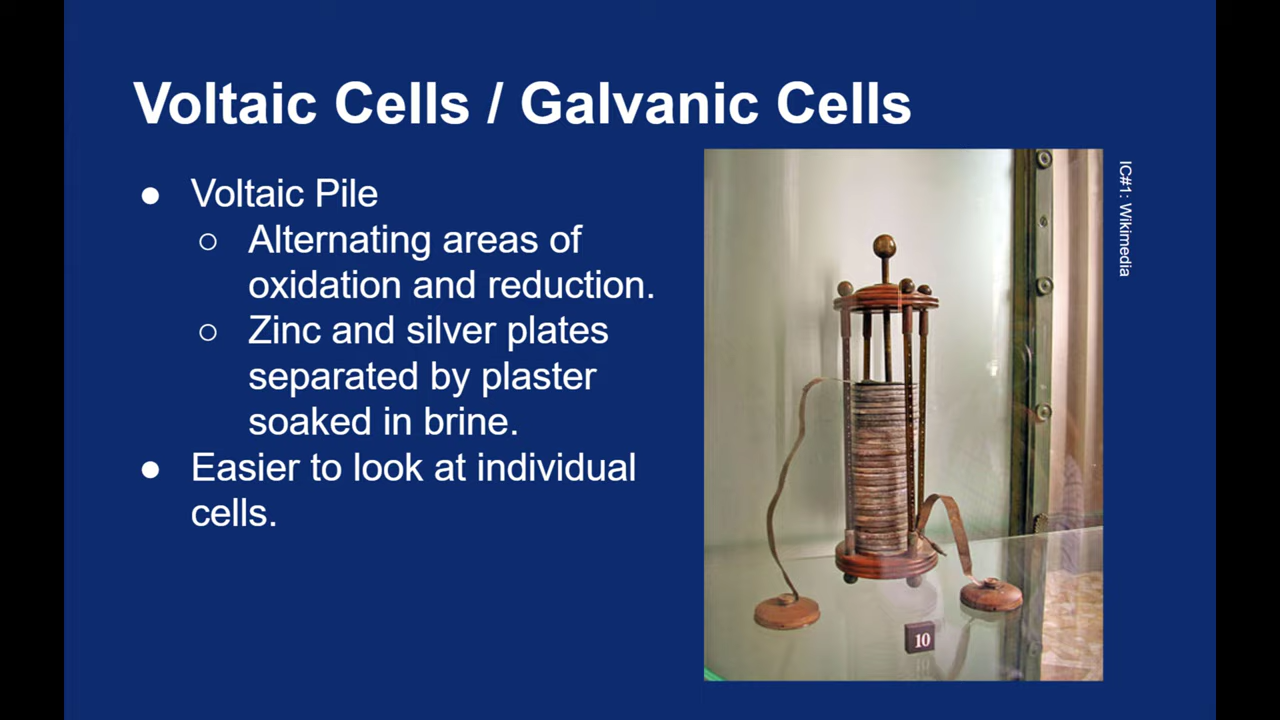 Voltaic Cells / Galvanic Cells
● Voltaic Pile
○ Alternating areas of
oxidation and reduction.
○ Zinc and silver plates
separated by plaster
soaked in brine.
● Easier to look at individual
cells.
IC#1: Wikimedia
10